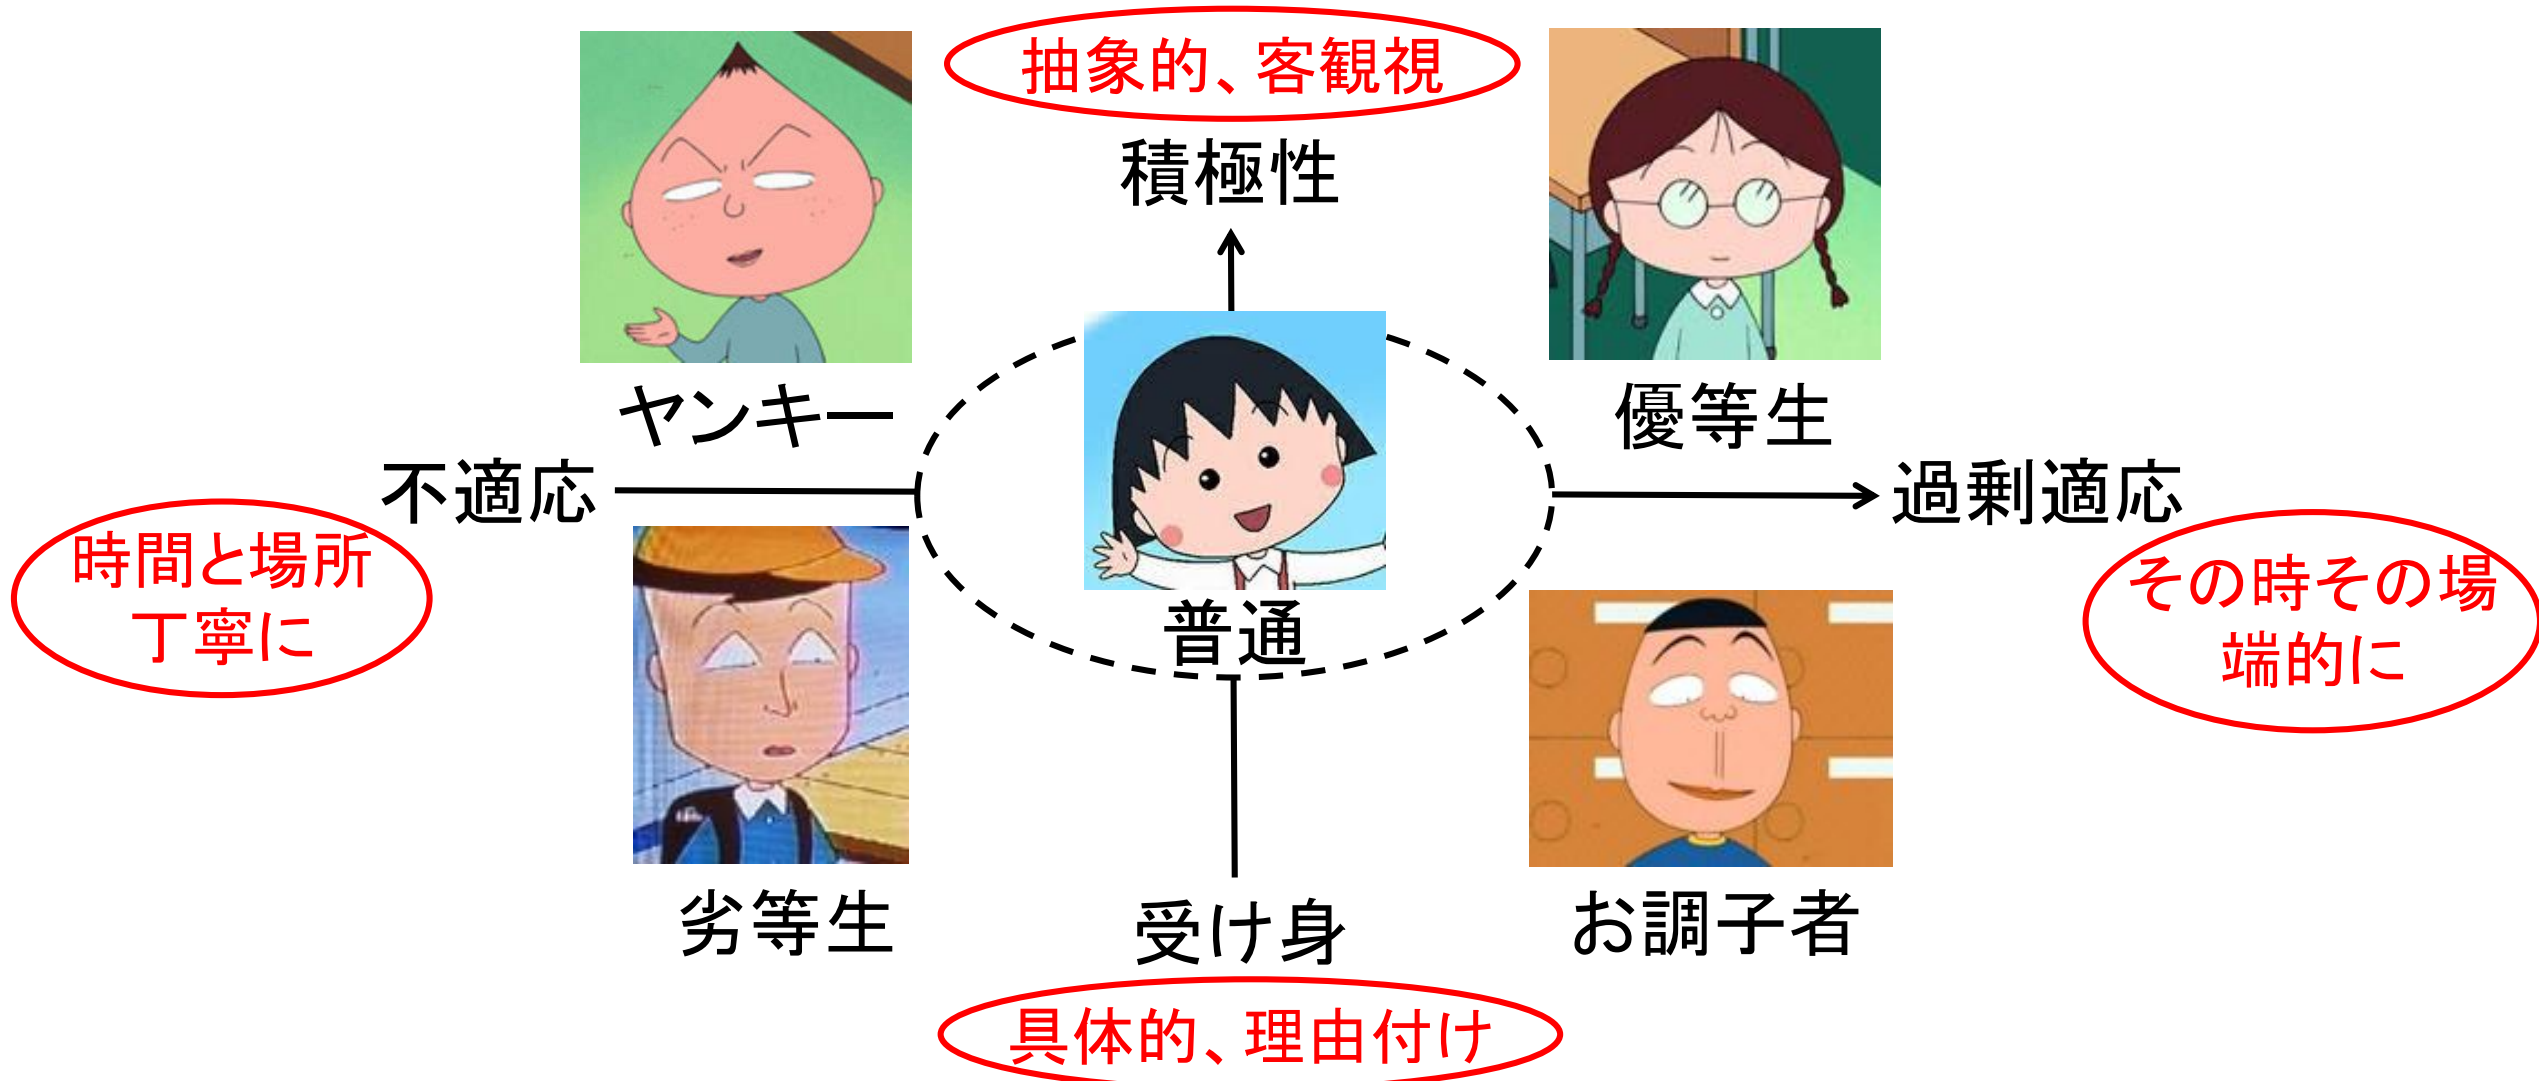 抽象的、客観視
積極性
ヤンキー
優等生
不適応
過剰適応
時間と場所
丁寧に
その時その場
端的に
普通
劣等生
受け身
お調子者
具体的、理由付け